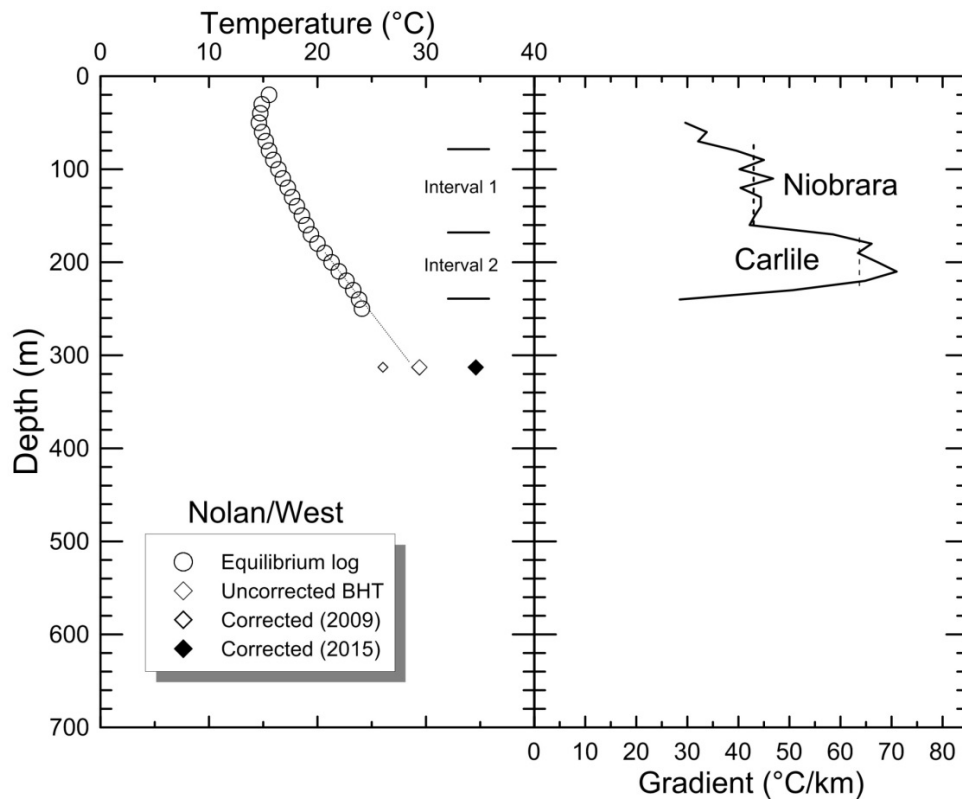 Temperature (°C)
0 10 20 30 40
0
100
200
300
400
500
600
700
Depth (m)
Interval 1
Interval 2
Niobrara
Carlile
Nolan/West
Equilibrium log
Uncorrected BHT
Corrected (2009)
Corrected (2015)
0 10 20 30 40 50 60 70 80
Gradient (°C/km)